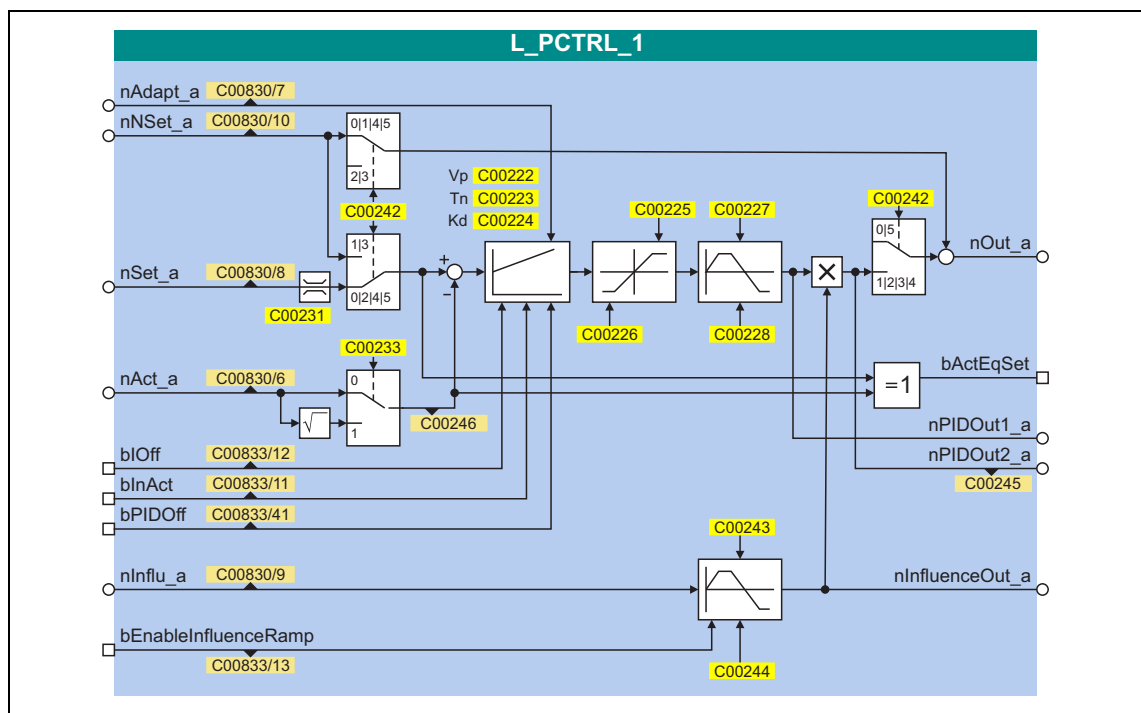 L_PCTRL_1
nAdapt_a C00830/7
nNSet_a C00830/10
0|1|4|5
2|3
C00242
Vp C00222
Tn C00223
Kd C00224
C00225
C00227
C00242
0|5
1|2|3|4
nOut_a
nSet_a C00830/8
C00231
1|3
0|2|4|5
+
−
C00226
C00228
C00233
nAct_a C00830/6
0
1
√
C00246
=1
bActEqSet
nPIDOut1_a
nPIDOut2_a
C00245
bIOff C00833/12
bInAct C00833/11
bPIDOff C00833/41
C00243
nInflu_a C00830/9
nInfluenceOut_a
bEnableInfluenceRamp
C00833/13
C00244